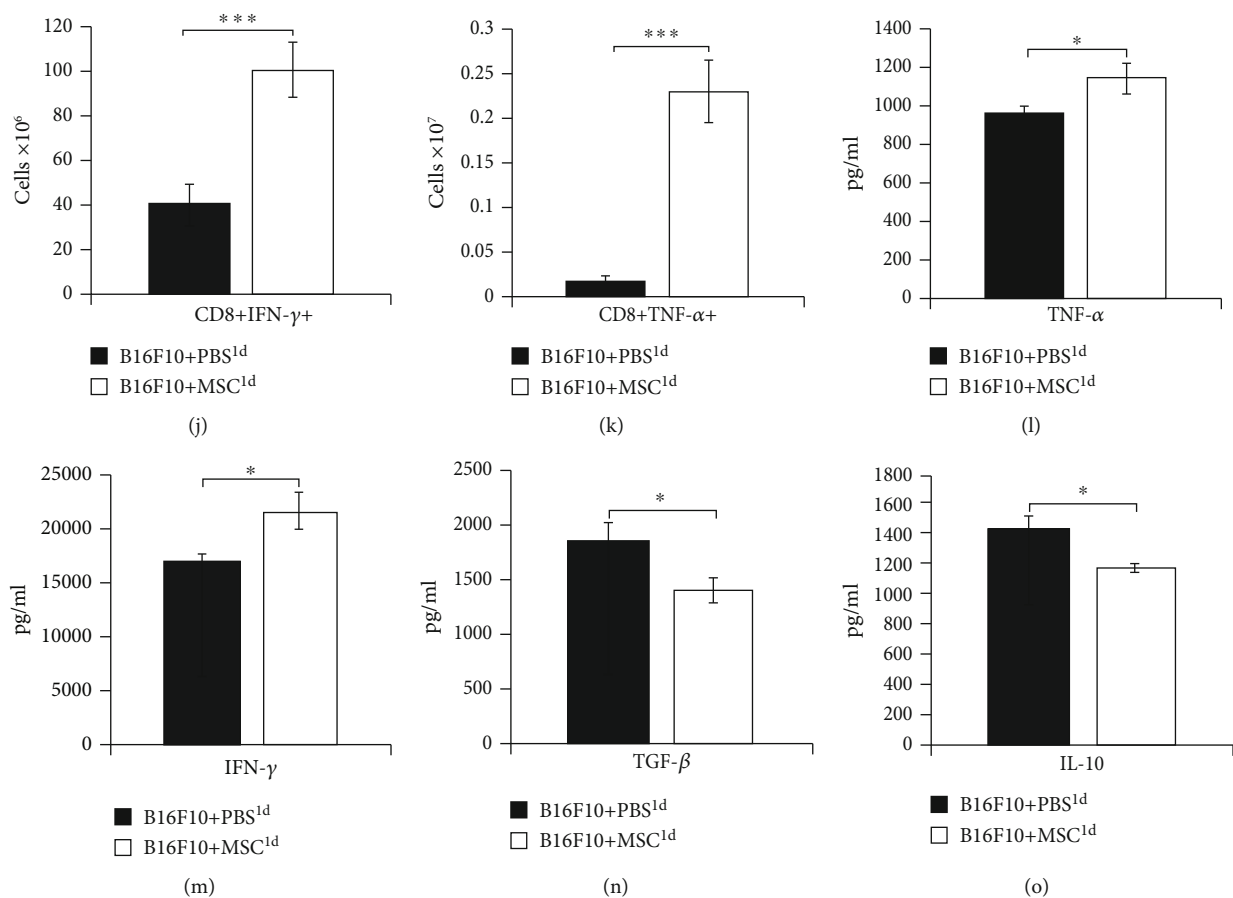 120
100
80
60
40
20
0
Cells ×10⁶
***
CD8+IFN-γ+
B16F10+PBS¹ᵈ
B16F10+MSC¹ᵈ
(j)
0.3
0.25
0.2
0.15
0.1
0.05
0
Cells ×10⁷
***
CD8+TNF-α+
B16F10+PBS¹ᵈ
B16F10+MSC¹ᵈ
(k)
1400
1200
1000
800
600
400
200
0
pg/ml
*
TNF-α
B16F10+PBS¹ᵈ
B16F10+MSC¹ᵈ
(l)
25000
20000
15000
10000
5000
0
pg/ml
*
IFN-γ
B16F10+PBS¹ᵈ
B16F10+MSC¹ᵈ
(m)
2500
2000
1500
1000
500
0
pg/ml
*
TGF-β
B16F10+PBS¹ᵈ
B16F10+MSC¹ᵈ
(n)
1800
1600
1400
1200
1000
800
600
400
200
0
pg/ml
*
IL-10
B16F10+PBS¹ᵈ
B16F10+MSC¹ᵈ
(o)